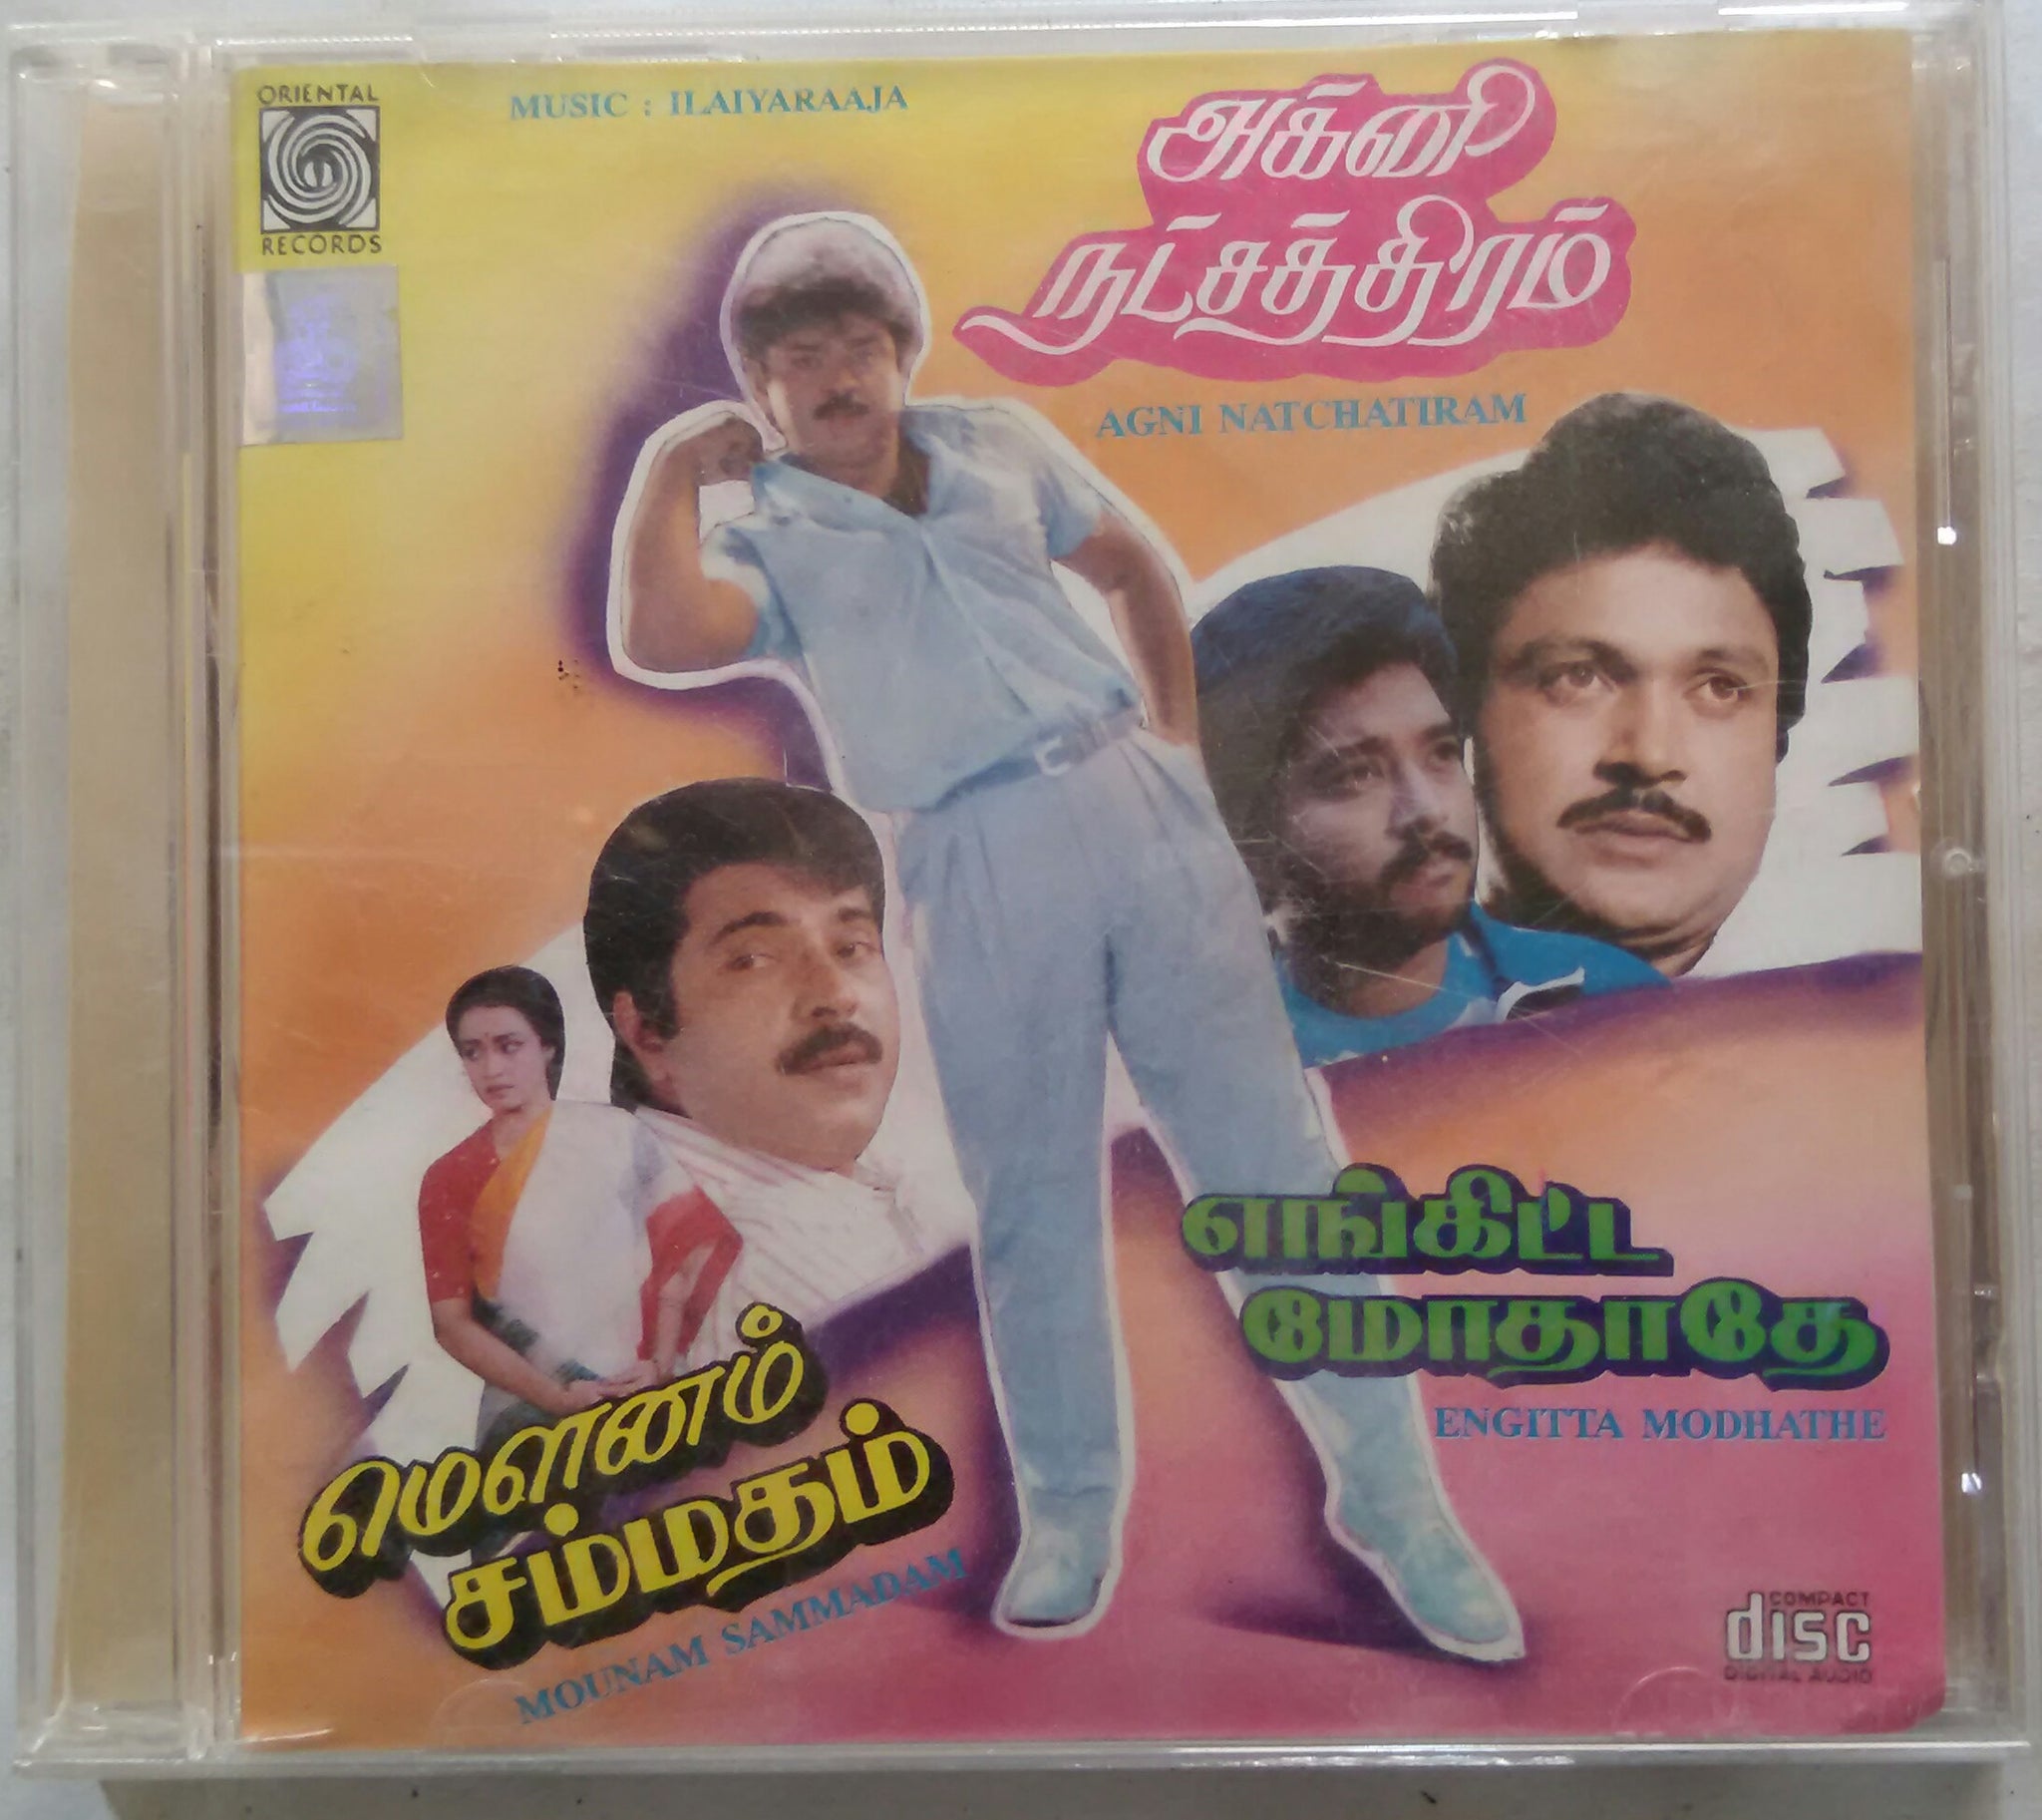 ORIENTAL
RECORDS
MUSIC : ILAIYARAAJA
அக்னி
நட்சத்திரம்
AGNI NATCHATIRAM
எங்கிட்ட
மோதாதே
ENGITTA MODHATHE
மௌனம்
சம்மதம்
MOUNAM SAMMADAM
COMPACT
disc
DIGITAL AUDIO